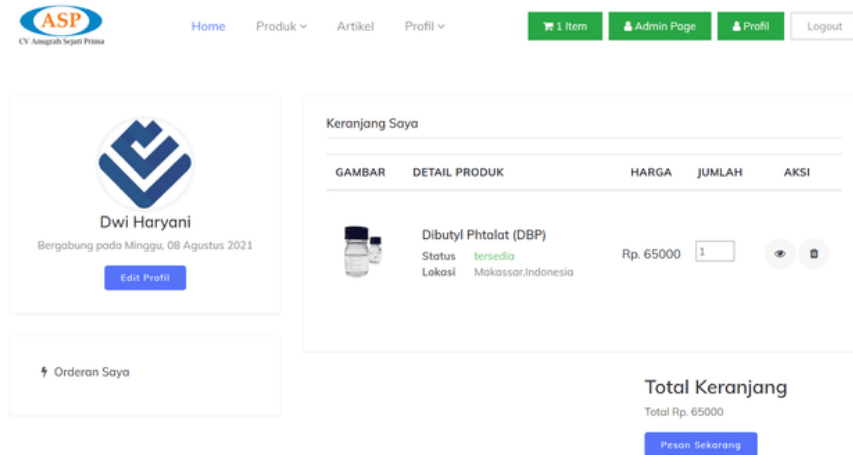 ASP
CV Anugrah Sejati Prima
Home Produk Artikel Profil 1 Item Admin Page Profil Logout
Dwi Haryani
Bergabung pada Minggu, 08 Agustus 2021
Edit Profil
Orderan Saya
Keranjang Saya
GAMBAR DETAIL PRODUK HARGA JUMLAH AKSI
Dibutyl Phtalat (DBP)
Status tersedia
Lokasi Makassar,Indonesia
Rp. 65000 1
Total Keranjang
Total Rp. 65000
Pesan Sekarang